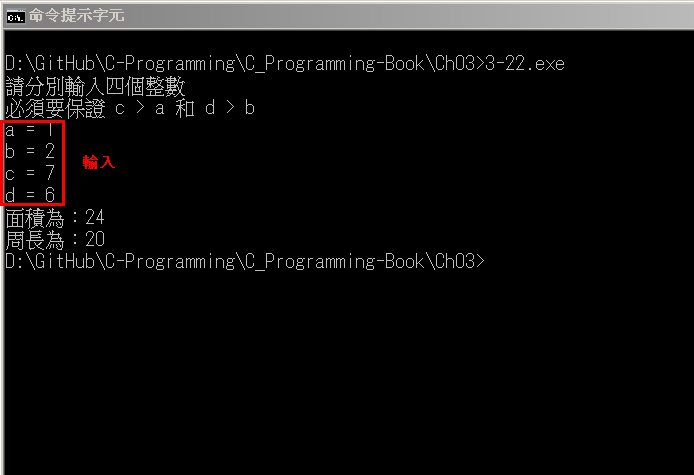 命令提示字元
D:\GitHub\C-Programming\C_Programming-Book\Ch03>3-22.exe
請分別輸入四個整數
必須要保證 c > a 和 d > b
a = 1
b = 2
c = 7
d = 6
輸入
面積為：24
周長為：20
D:\GitHub\C-Programming\C_Programming-Book\Ch03>